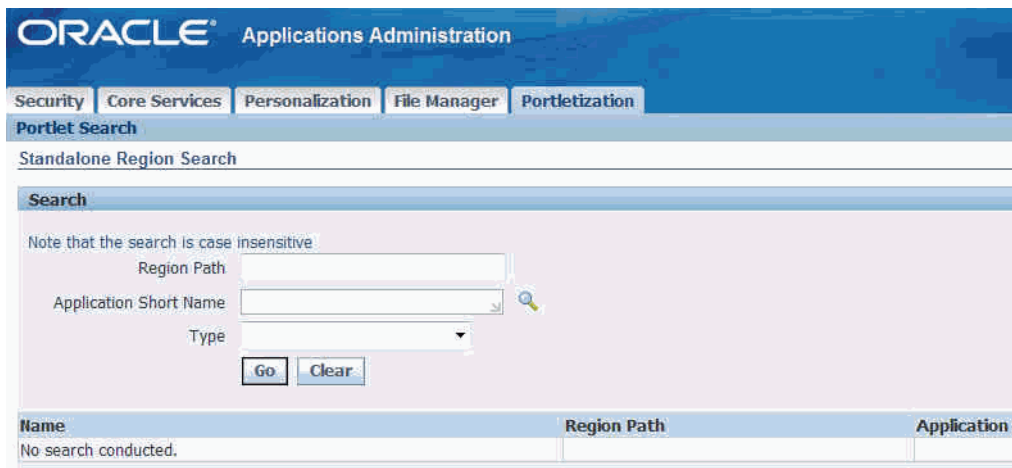 ORACLE® Applications Administration
Security Core Services Personalization File Manager Portletization
Portlet Search
Standalone Region Search
Search
Note that the search is case insensitive
Region Path
Application Short Name
Type
Go Clear
Name Region Path Application
No search conducted.